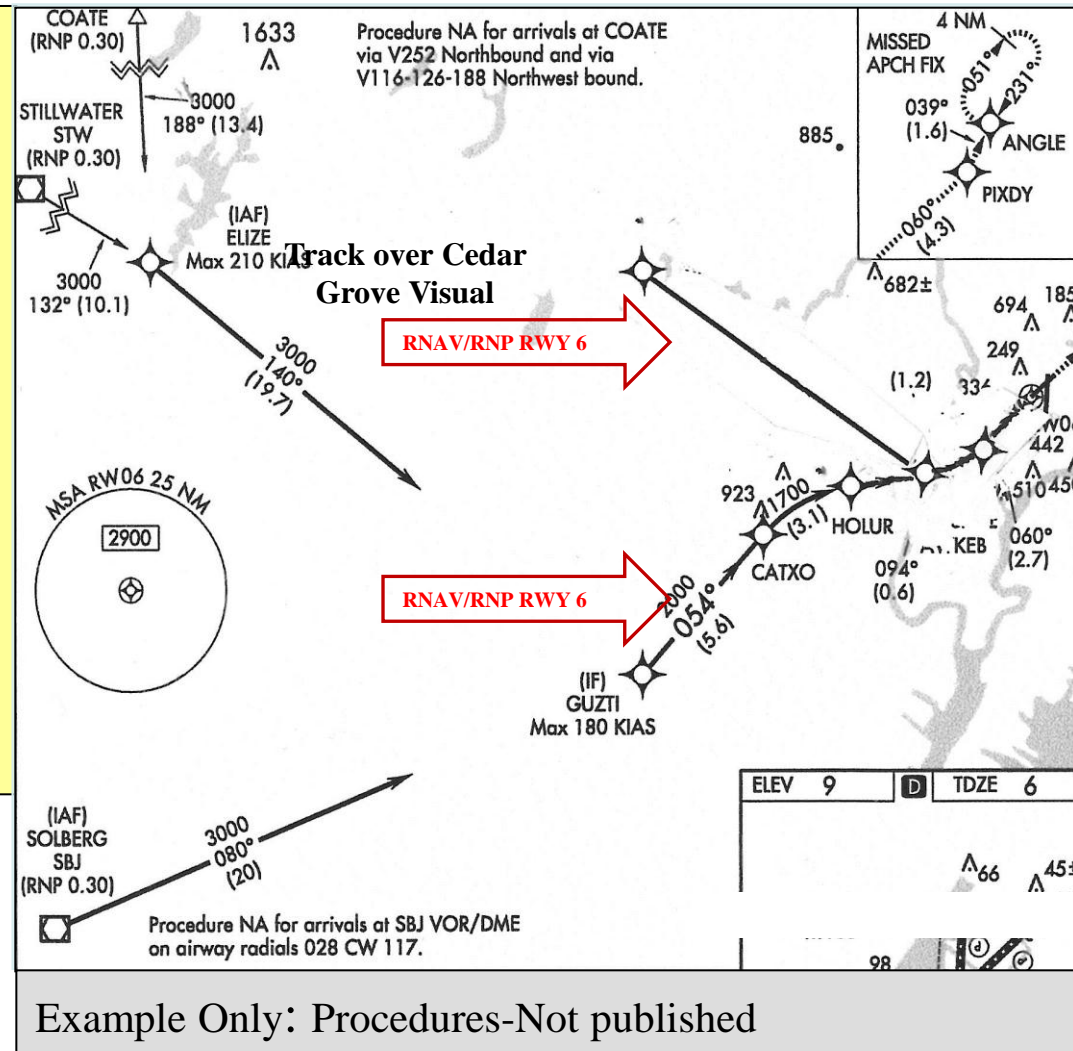 COATE
(RNP 0.30)
1633
Procedure NA for arrivals at COATE
via V252 Northbound and via
V116-126-188 Northwest bound.
4 NM
MISSED
APCH FIX
051°
231°
039°
(1.6)
ANGLE
PIXDY
060°
(4.3)
682±
3000
188° (13.4)
STILLWATER
STW
(RNP 0.30)
885
(IAF)
ELIZE
Max 210 KIAS
3000
132° (10.1)
Track over Cedar
Grove Visual
RNAV/RNP RWY 6
3000
140°
(19.7)
694
185
249
(1.2)
442
510
MSA RW06 25 NM
2900
923
1700
(3.1)
HOLUR
KEB
060°
(2.7)
CATXO
094°
(0.6)
RNAV/RNP RWY 6
2000
054°
(5.6)
(IF)
GUZTI
Max 180 KIAS
ELEV 9
D
TDZE 6
(IAF)
SOLBERG
SBJ
(RNP 0.30)
3000
080°
(20)
66
45±
Procedure NA for arrivals at SBJ VOR/DME
on airway radials 028 CW 117.
98
P
P
Example Only: Procedures-Not published